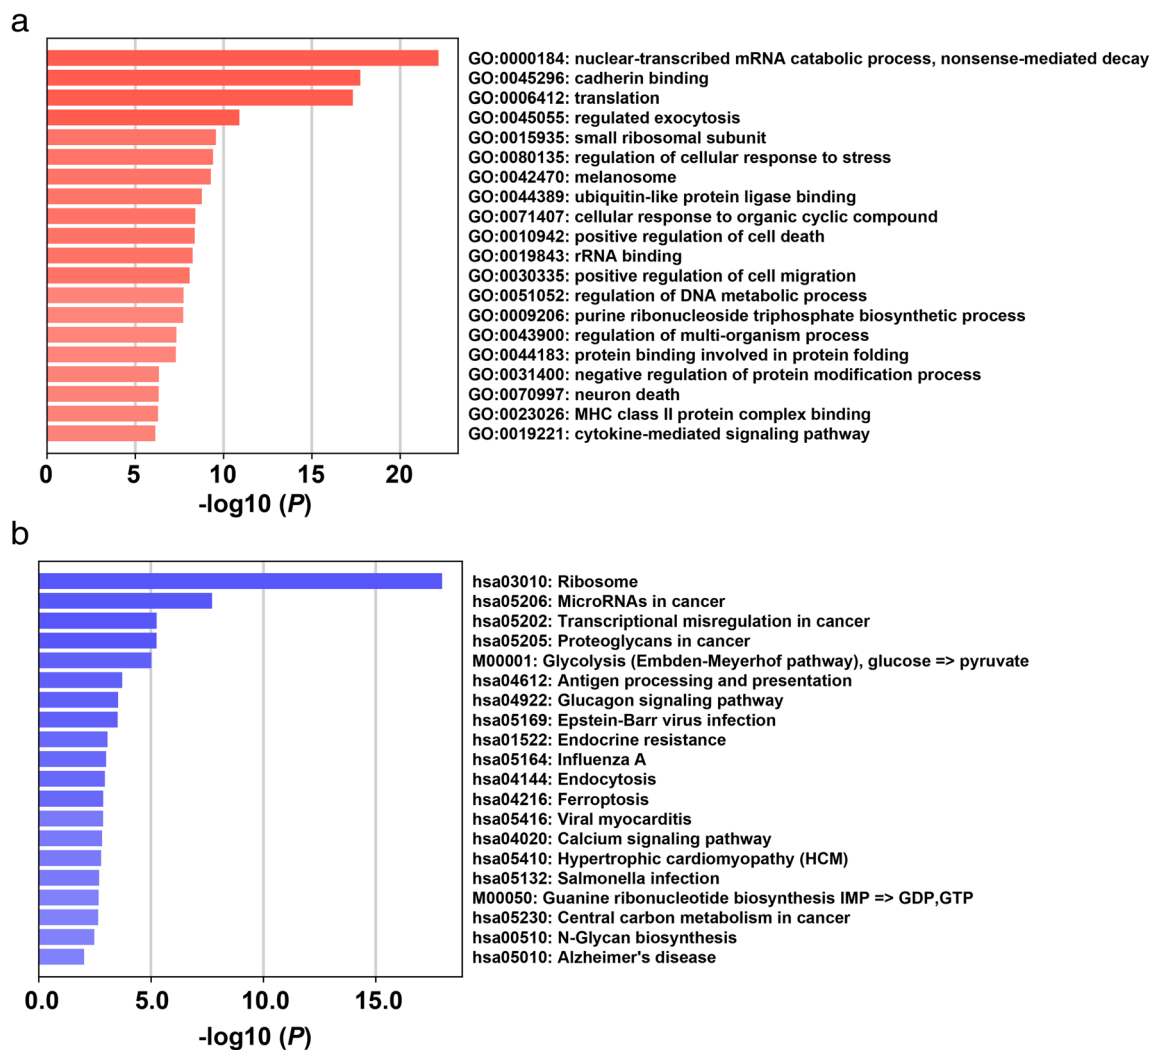 a
GO:0000184: nuclear-transcribed mRNA catabolic process, nonsense-mediated decay
GO:0045296: cadherin binding
GO:0006412: translation
GO:0045055: regulated exocytosis
GO:0015935: small ribosomal subunit
GO:0080135: regulation of cellular response to stress
GO:0042470: melanosome
GO:0044389: ubiquitin-like protein ligase binding
GO:0071407: cellular response to organic cyclic compound
GO:0010942: positive regulation of cell death
GO:0019843: rRNA binding
GO:0030335: positive regulation of cell migration
GO:0051052: regulation of DNA metabolic process
GO:0009206: purine ribonucleoside triphosphate biosynthetic process
GO:0043900: regulation of multi-organism process
GO:0044183: protein binding involved in protein folding
GO:0031400: negative regulation of protein modification process
GO:0070997: neuron death
GO:0023026: MHC class II protein complex binding
GO:0019221: cytokine-mediated signaling pathway
0 5 10 15 20
-log10 (P)
b
hsa03010: Ribosome
hsa05206: MicroRNAs in cancer
hsa05202: Transcriptional misregulation in cancer
hsa05205: Proteoglycans in cancer
M00001: Glycolysis (Embden-Meyerhof pathway), glucose => pyruvate
hsa04612: Antigen processing and presentation
hsa04922: Glucagon signaling pathway
hsa05169: Epstein-Barr virus infection
hsa01522: Endocrine resistance
hsa05164: Influenza A
hsa04144: Endocytosis
hsa04216: Ferroptosis
hsa05416: Viral myocarditis
hsa04020: Calcium signaling pathway
hsa05410: Hypertrophic cardiomyopathy (HCM)
hsa05132: Salmonella infection
M00050: Guanine ribonucleotide biosynthesis IMP => GDP,GTP
hsa05230: Central carbon metabolism in cancer
hsa00510: N-Glycan biosynthesis
hsa05010: Alzheimer's disease
0.0 5.0 10.0 15.0
-log10 (P)